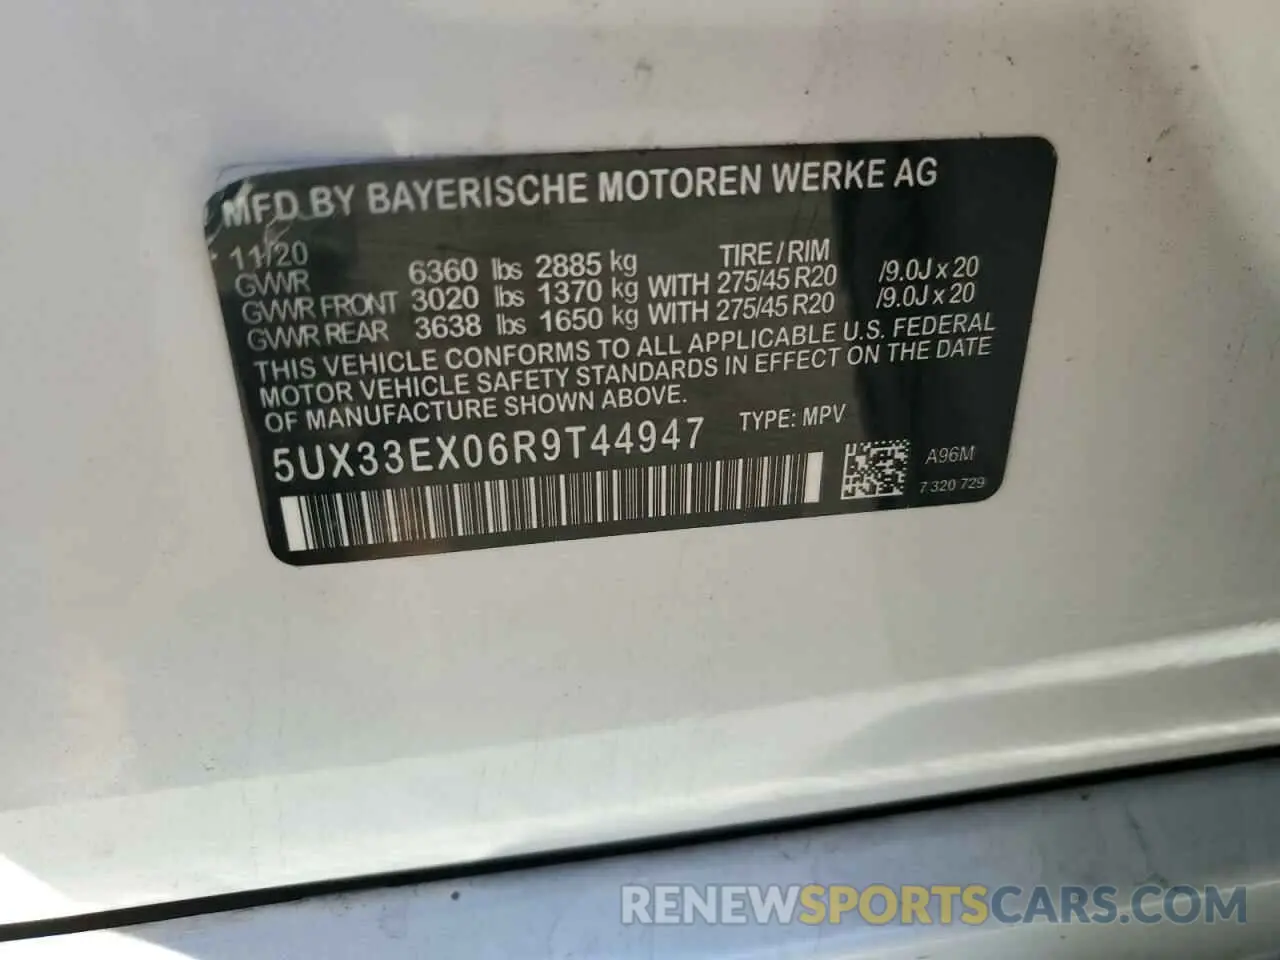 MFD BY BAYERISCHE MOTOREN WERKE AG
11/20 TIRE/RIM
GVWR 6360 lbs 2885 kg
GVWR FRONT 3020 lbs 1370 kg WITH 275/45 R20 /9.0J x 20
GVWR REAR 3638 lbs 1650 kg WITH 275/45 R20 /9.0J x 20
THIS VEHICLE CONFORMS TO ALL APPLICABLE U.S. FEDERAL
MOTOR VEHICLE SAFETY STANDARDS IN EFFECT ON THE DATE
OF MANUFACTURE SHOWN ABOVE.
5UX33EX06R9T44947 TYPE: MPV
A96M
7 320 729
RENEWSPORTSCARS.COM